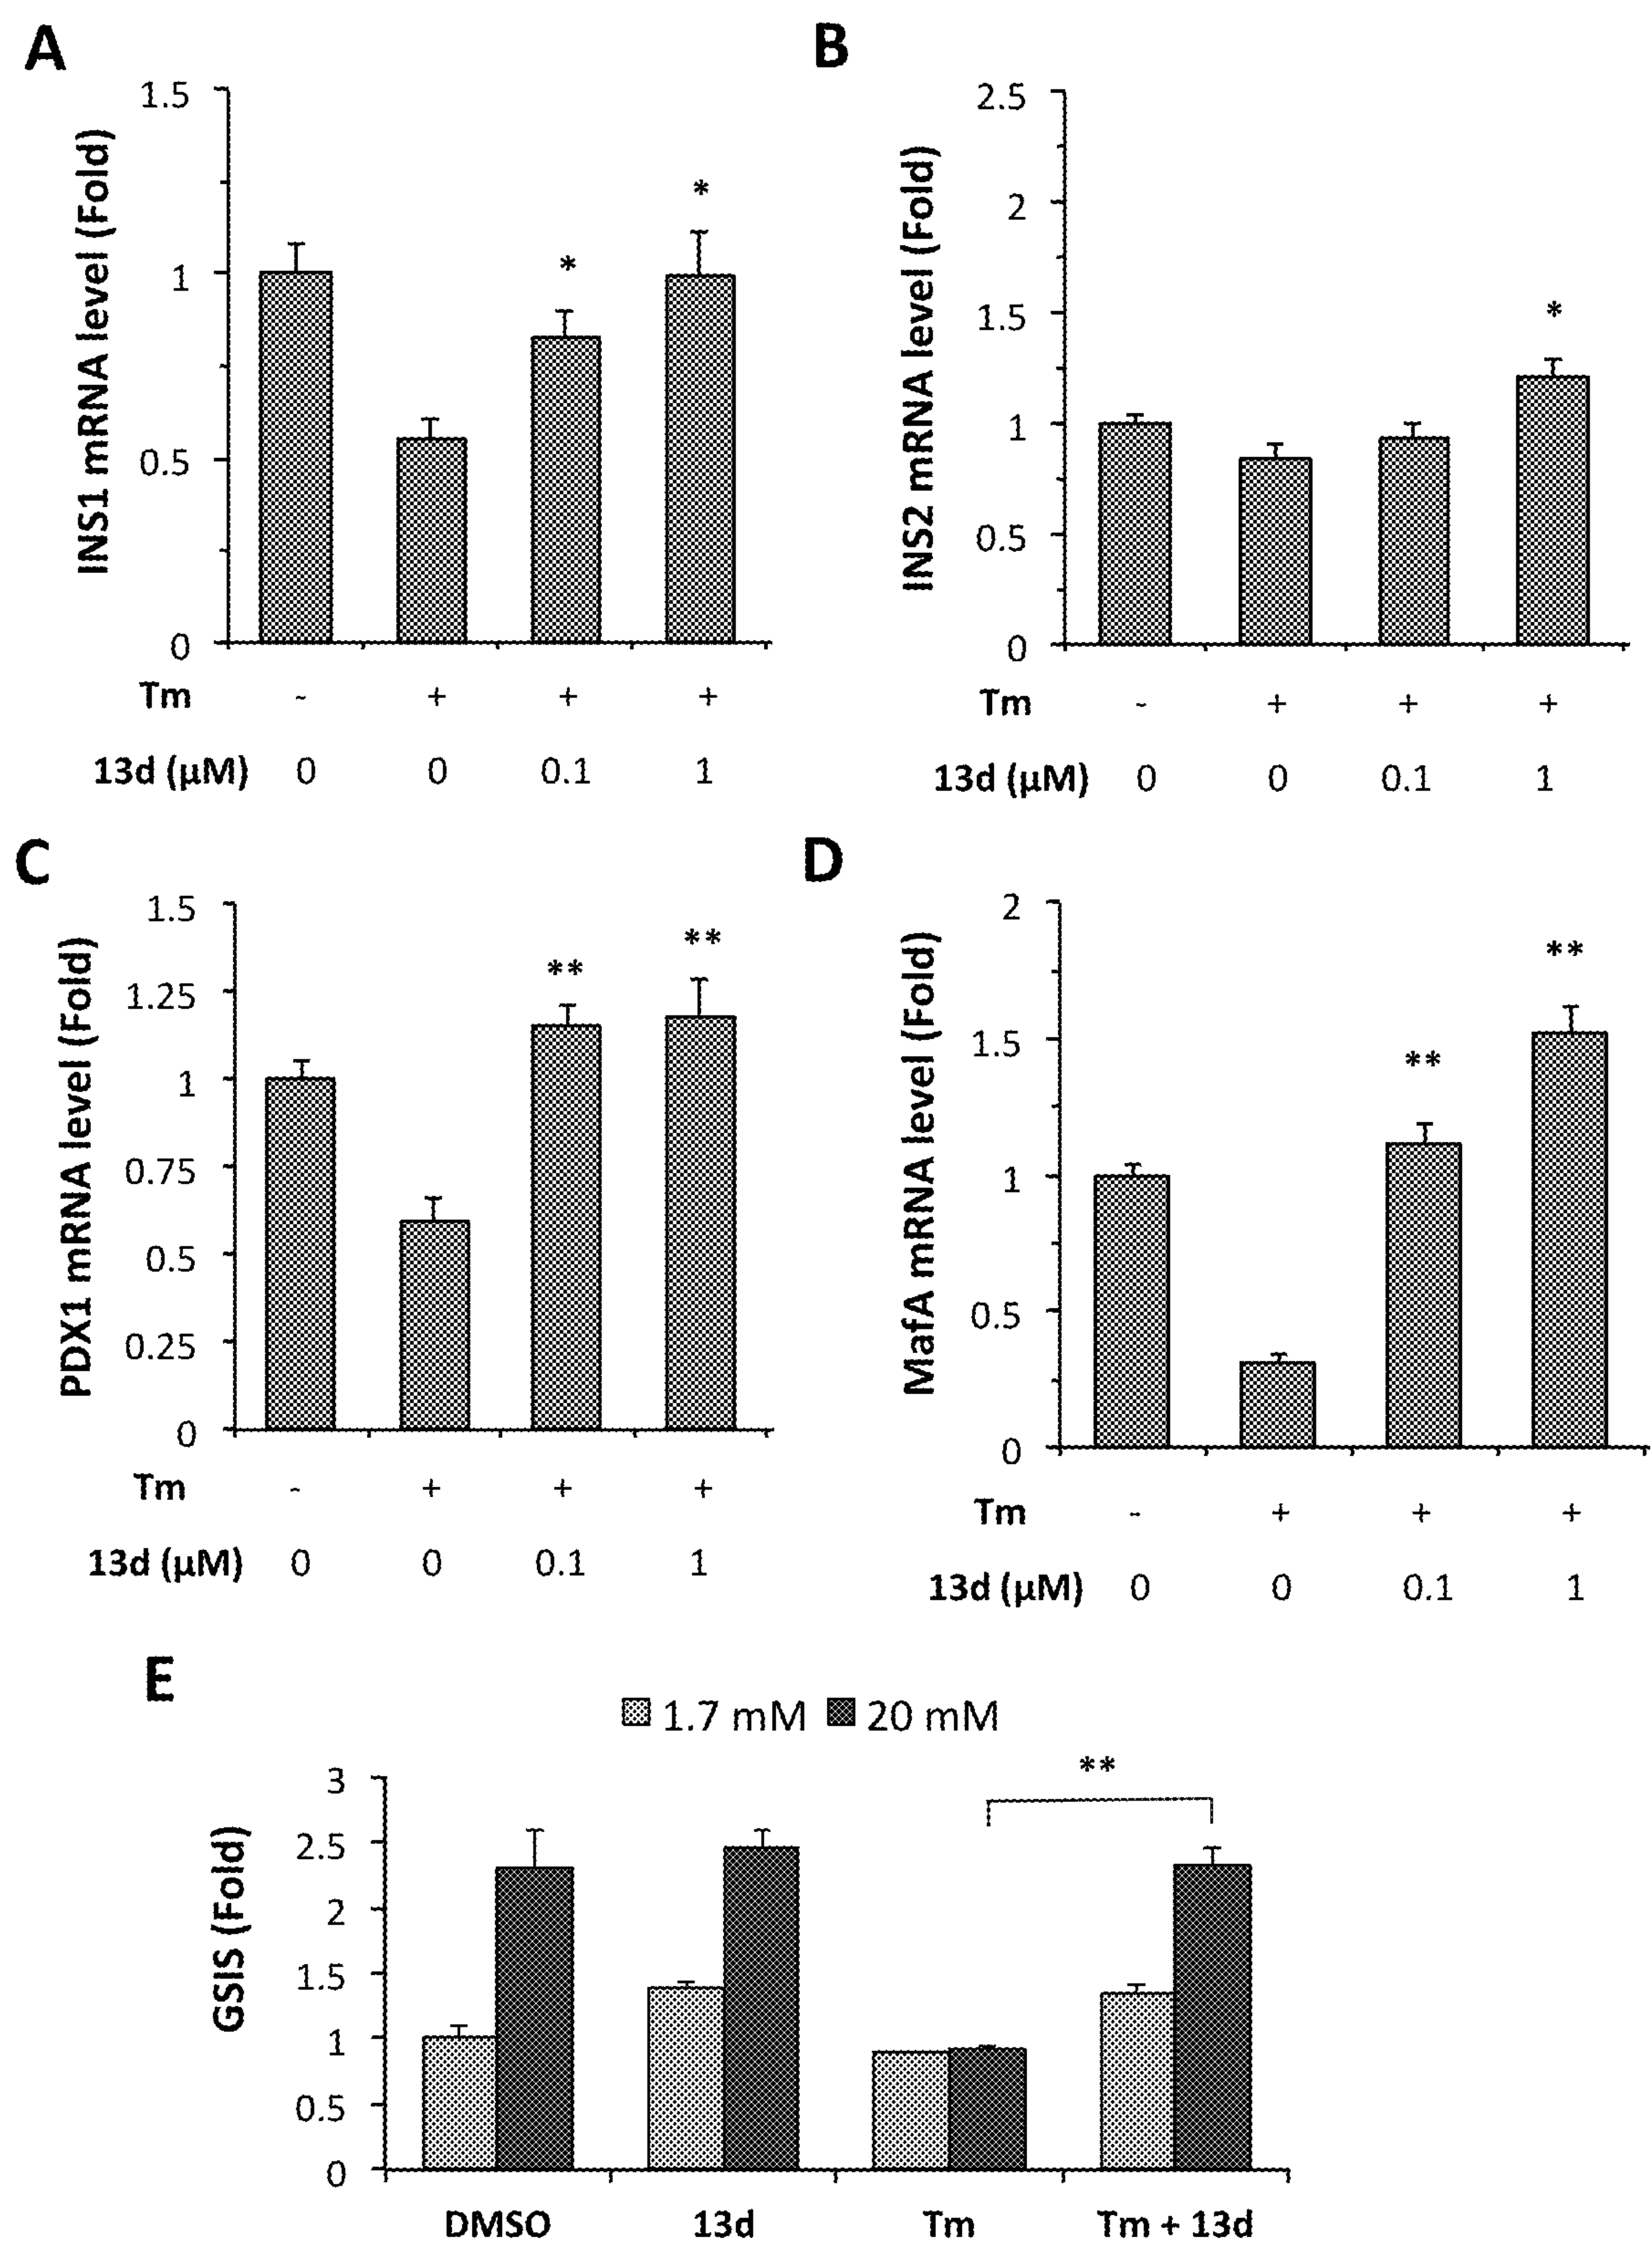 A
INS1 mRNA level (Fold)
1.5
1
0.5
0
*
*
Tm - + + +
13d (µM) 0 0 0.1 1
B
INS2 mRNA level (Fold)
2.5
2
1.5
1
0.5
0
*
Tm - + + +
13d (µM) 0 0 0.1 1
C
PDX1 mRNA level (Fold)
1.5
1.25
1
0.75
0.5
0.25
0
**
**
Tm - + + +
13d (µM) 0 0 0.1 1
D
MafA mRNA level (Fold)
2
1.5
1
0.5
0
**
**
Tm - + + +
13d (µM) 0 0 0.1 1
E
1.7 mM 20 mM
GSIS (Fold)
3
2.5
2
1.5
1
0.5
0
**
DMSO 13d Tm Tm + 13d